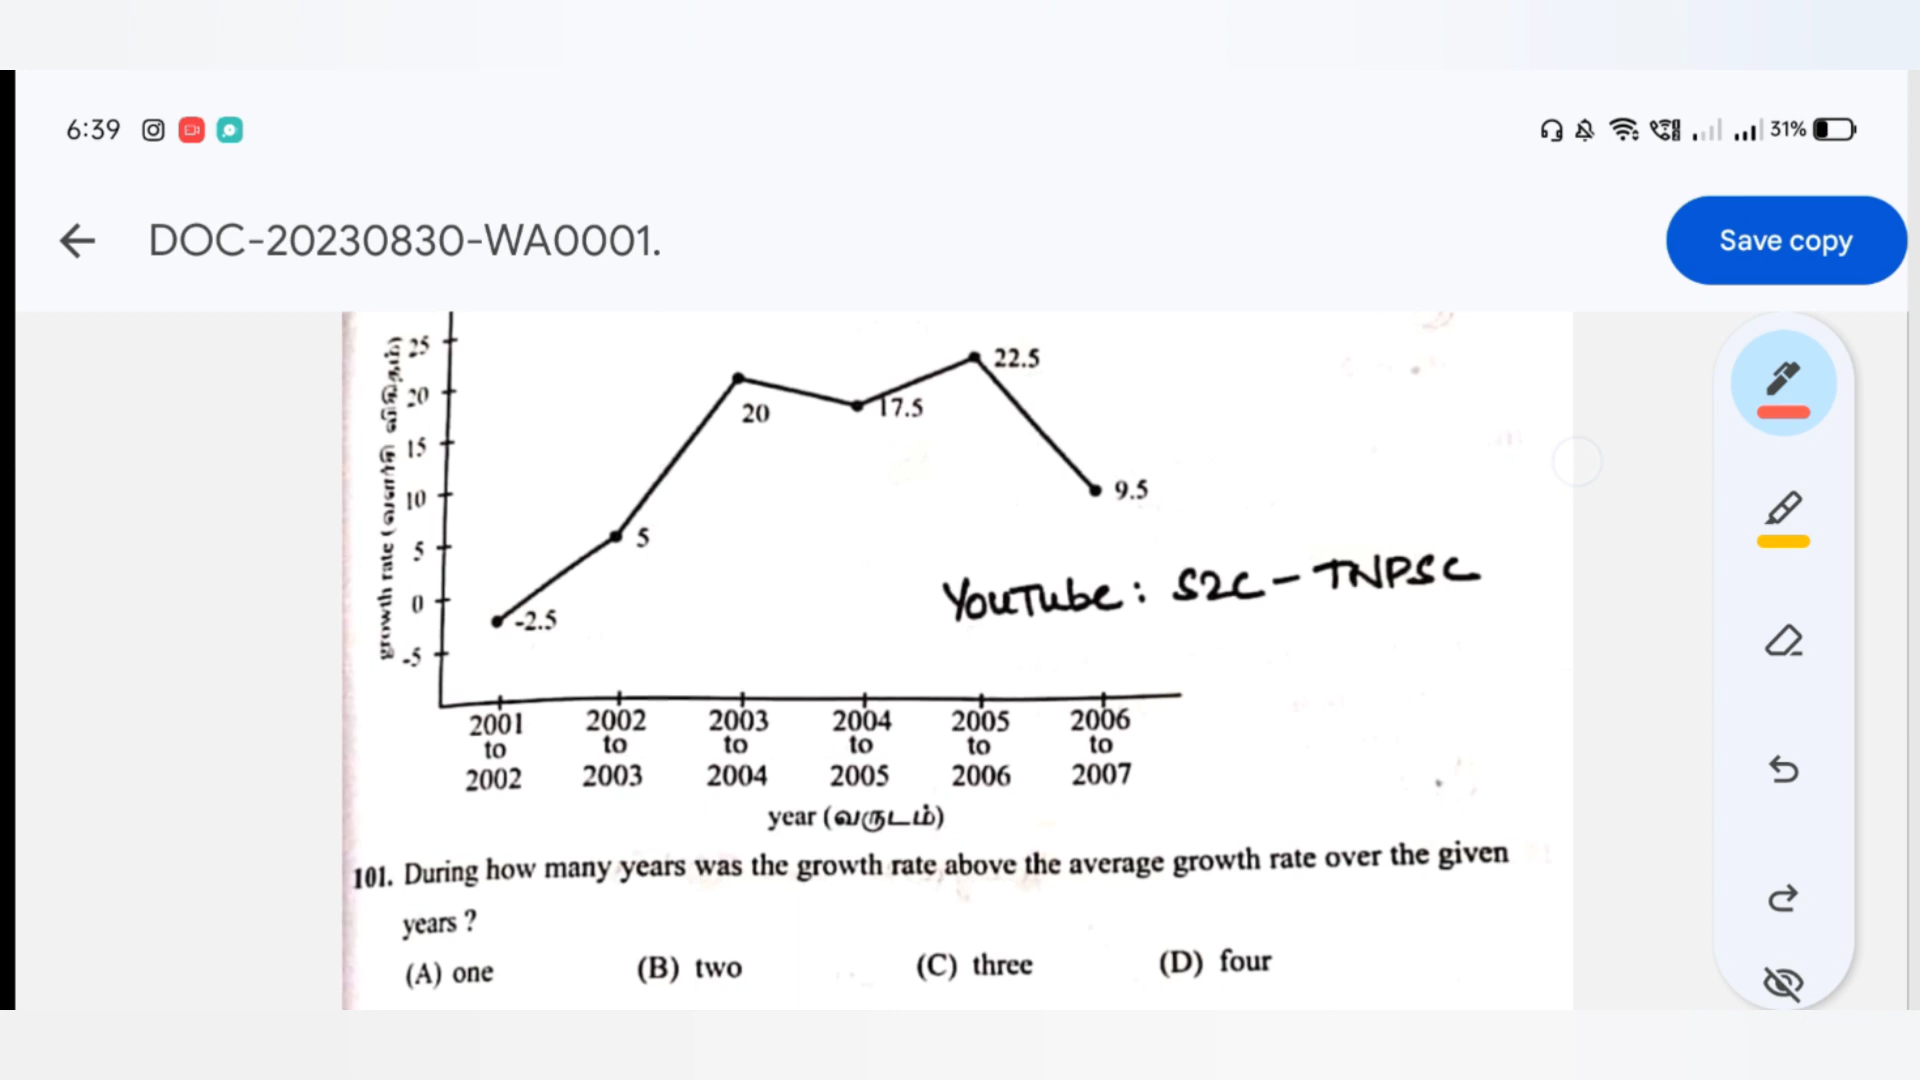 6:39
31%
DOC-20230830-WA0001.
Save copy
growth rate (வளர்ச்சி விகிதம்)
25
20
15
10
5
0
-5
-2.5
5
20
17.5
22.5
9.5
YouTube: S2C - TNPSC
2001 to 2002
2002 to 2003
2003 to 2004
2004 to 2005
2005 to 2006
2006 to 2007
year (வருடம்)
101. During how many years was the growth rate above the average growth rate over the given
years ?
(A) one (B) two (C) three (D) four